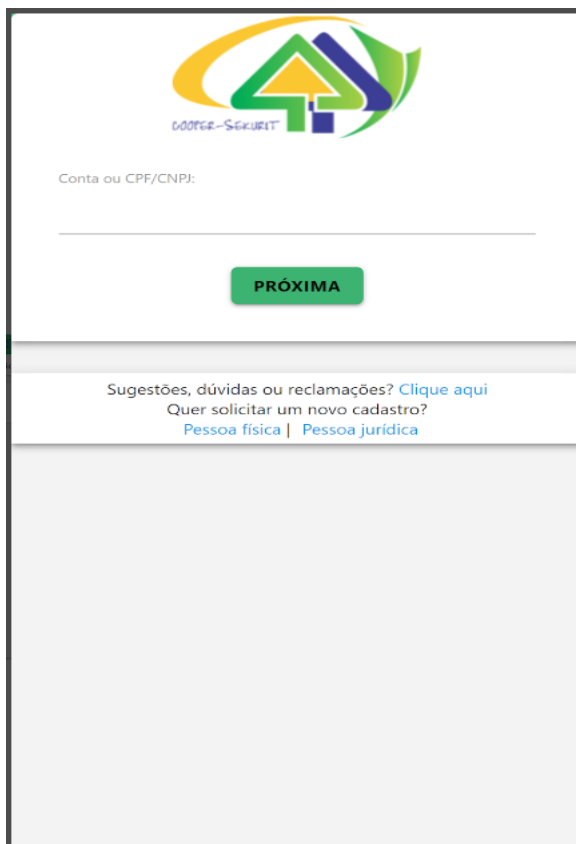 COOPER-SEKURIT
Conta ou CPF/CNPJ:
PRÓXIMA
Sugestões, dúvidas ou reclamações? Clique aqui
Quer solicitar um novo cadastro?
Pessoa física | Pessoa jurídica